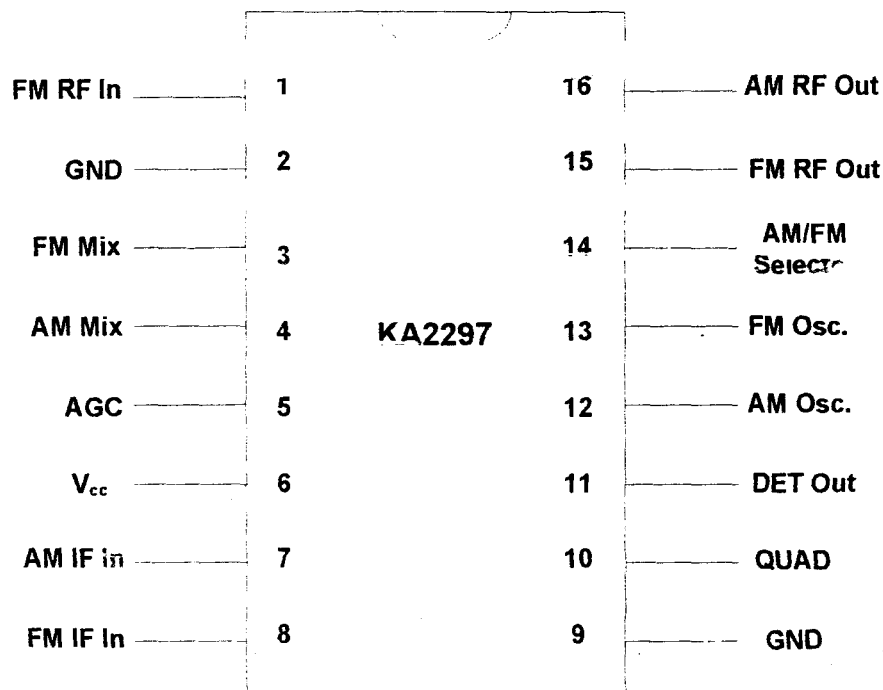 FM RF In 1 16 AM RF Out
GND 2 15 FM RF Out
FM Mix 3 14 AM/FM
AM Mix 4 KA2297 13 FM Osc.
AGC 5 12 AM Osc.
Vcc 6 11 DET Out
AM IF in 7 10 QUAD
FM IF In 8 9 GND